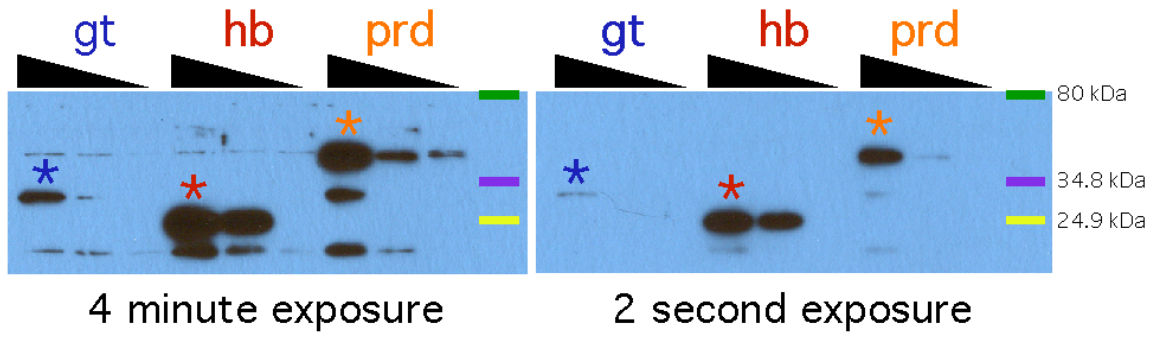 gt hb prd gt hb prd
80 kDa
* * * * * *
34.8 kDa
24.9 kDa
4 minute exposure 2 second exposure